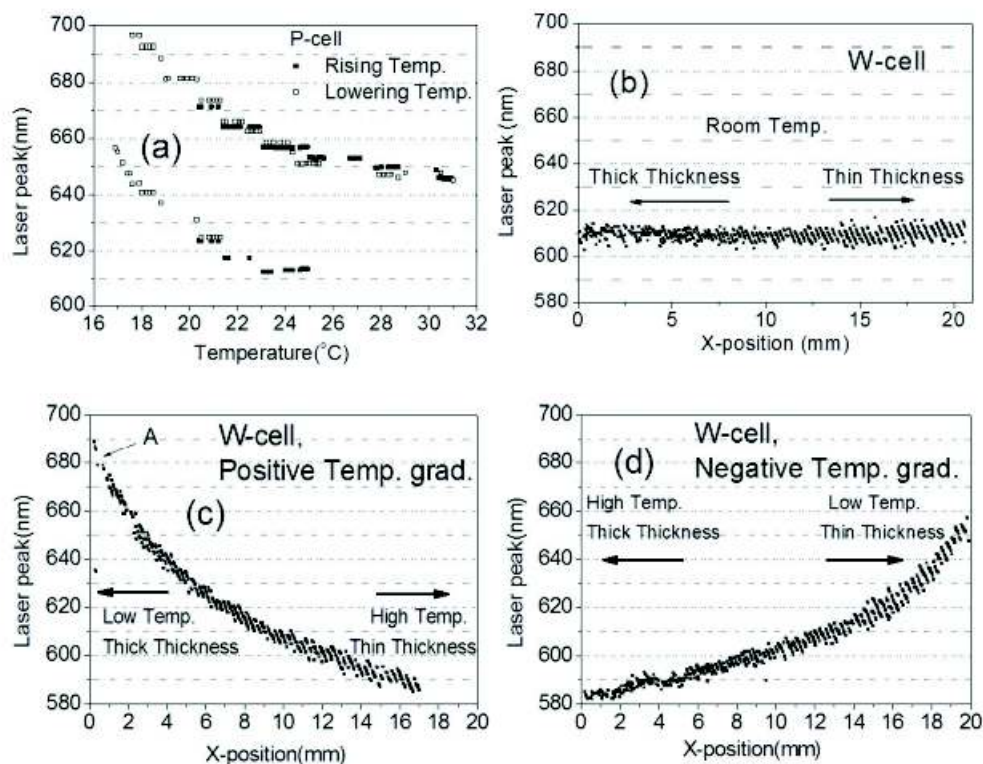 P-cell
Rising Temp.
Lowering Temp.
(a)
Laser peak(nm)
700
680
660
640
620
600
16 18 20 22 24 26 28 30 32
Temperature(°C)
W-cell
(b)
Room Temp.
Thick Thickness Thin Thickness
Laser peak (nm)
700
680
660
640
620
600
580
0 5 10 15 20
X-position (mm)
A
W-cell,
Positive Temp. grad.
(c)
Low Temp. High Temp.
Thick Thickness Thin Thickness
Laser peak(nm)
700
680
660
640
620
600
580
0 2 4 6 8 10 12 14 16 18 20
X-position(mm)
W-cell,
(d)
Negative Temp. grad.
High Temp. Low Temp.
Thick Thickness Thin Thickness
Laser peak(nm)
700
680
660
640
620
600
580
0 2 4 6 8 10 12 14 16 18 20
X-position(mm)